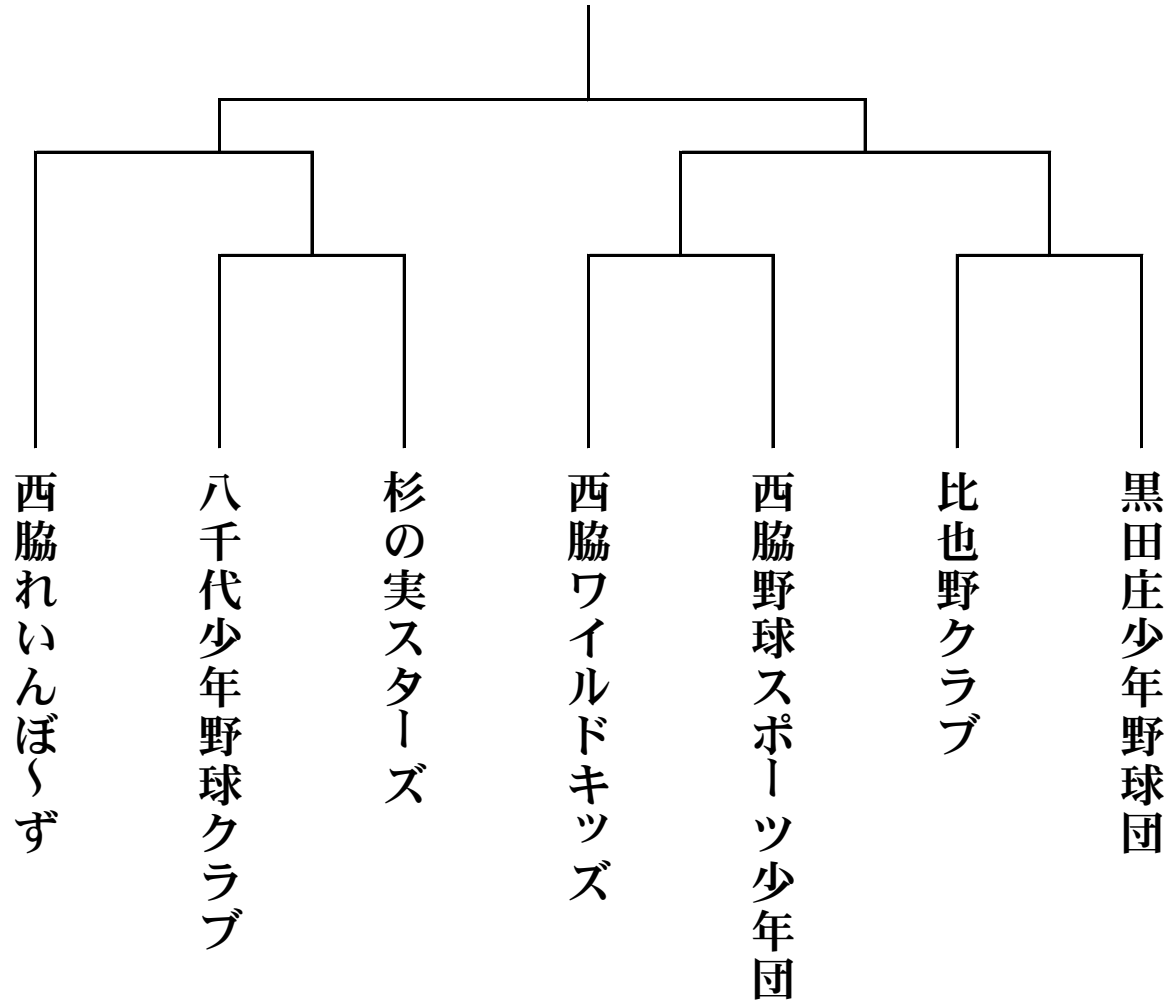 西脇れいんぼ～ず
八千代少年野球クラブ
杉の実スターズ
西脇ワイルドキッズ
西脇野球スポーツ少年団
比也野クラブ
黒田庄少年野球団